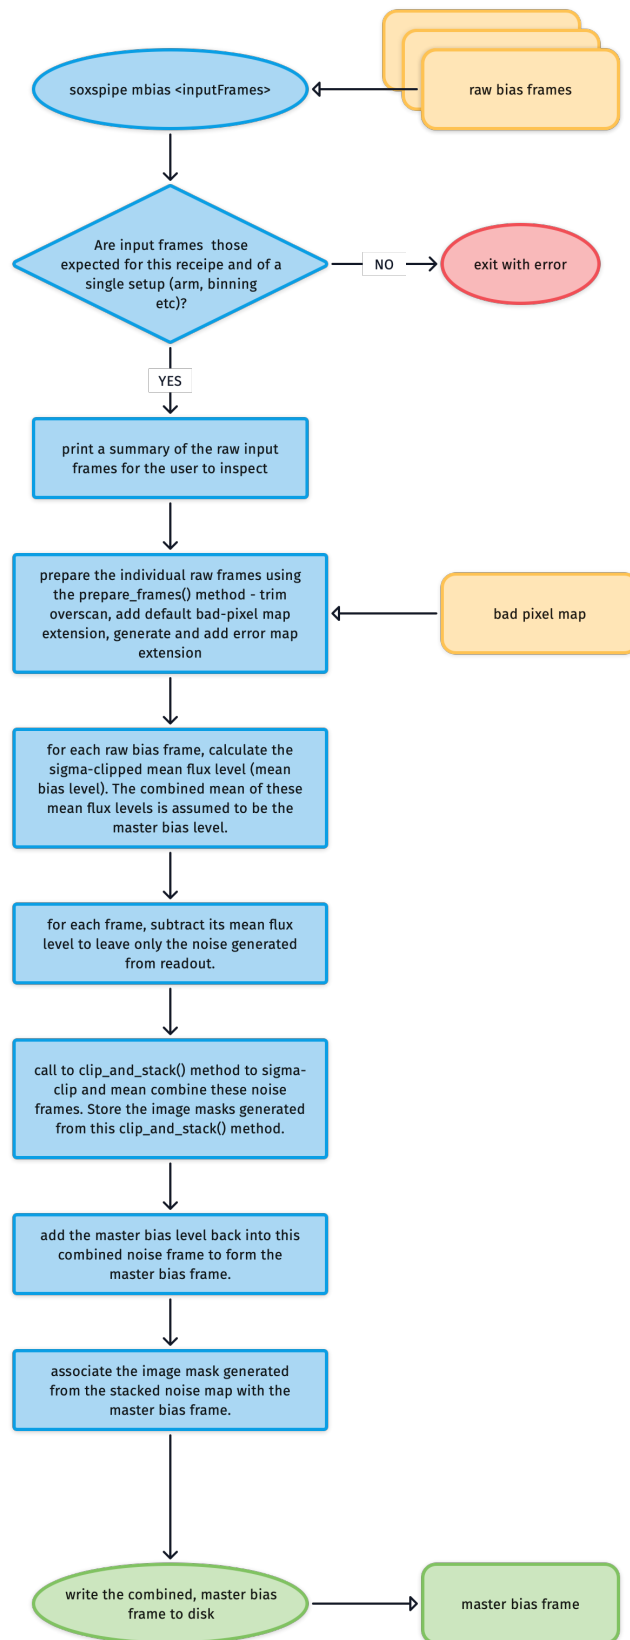 soxspipe mbias <inputFrames>
raw bias frames
Are input frames those
expected for this receipe and of a
single setup (arm, binning
etc)?
NO
exit with error
YES
print a summary of the raw input
frames for the user to inspect
prepare the individual raw frames using
the prepare_frames() method - trim
overscan, add default bad-pixel map
extension, generate and add error map
extension
bad pixel map
for each raw bias frame, calculate the
sigma-clipped mean flux level (mean
bias level). The combined mean of these
mean flux levels is assumed to be the
master bias level.
for each frame, subtract its mean flux
level to leave only the noise generated
from readout.
call to clip_and_stack() method to sigma-
clip and mean combine these noise
frames. Store the image masks generated
from this clip_and_stack() method.
add the master bias level back into this
combined noise frame to form the
master bias frame.
associate the image mask generated
from the stacked noise map with the
master bias frame.
write the combined, master bias
frame to disk
master bias frame